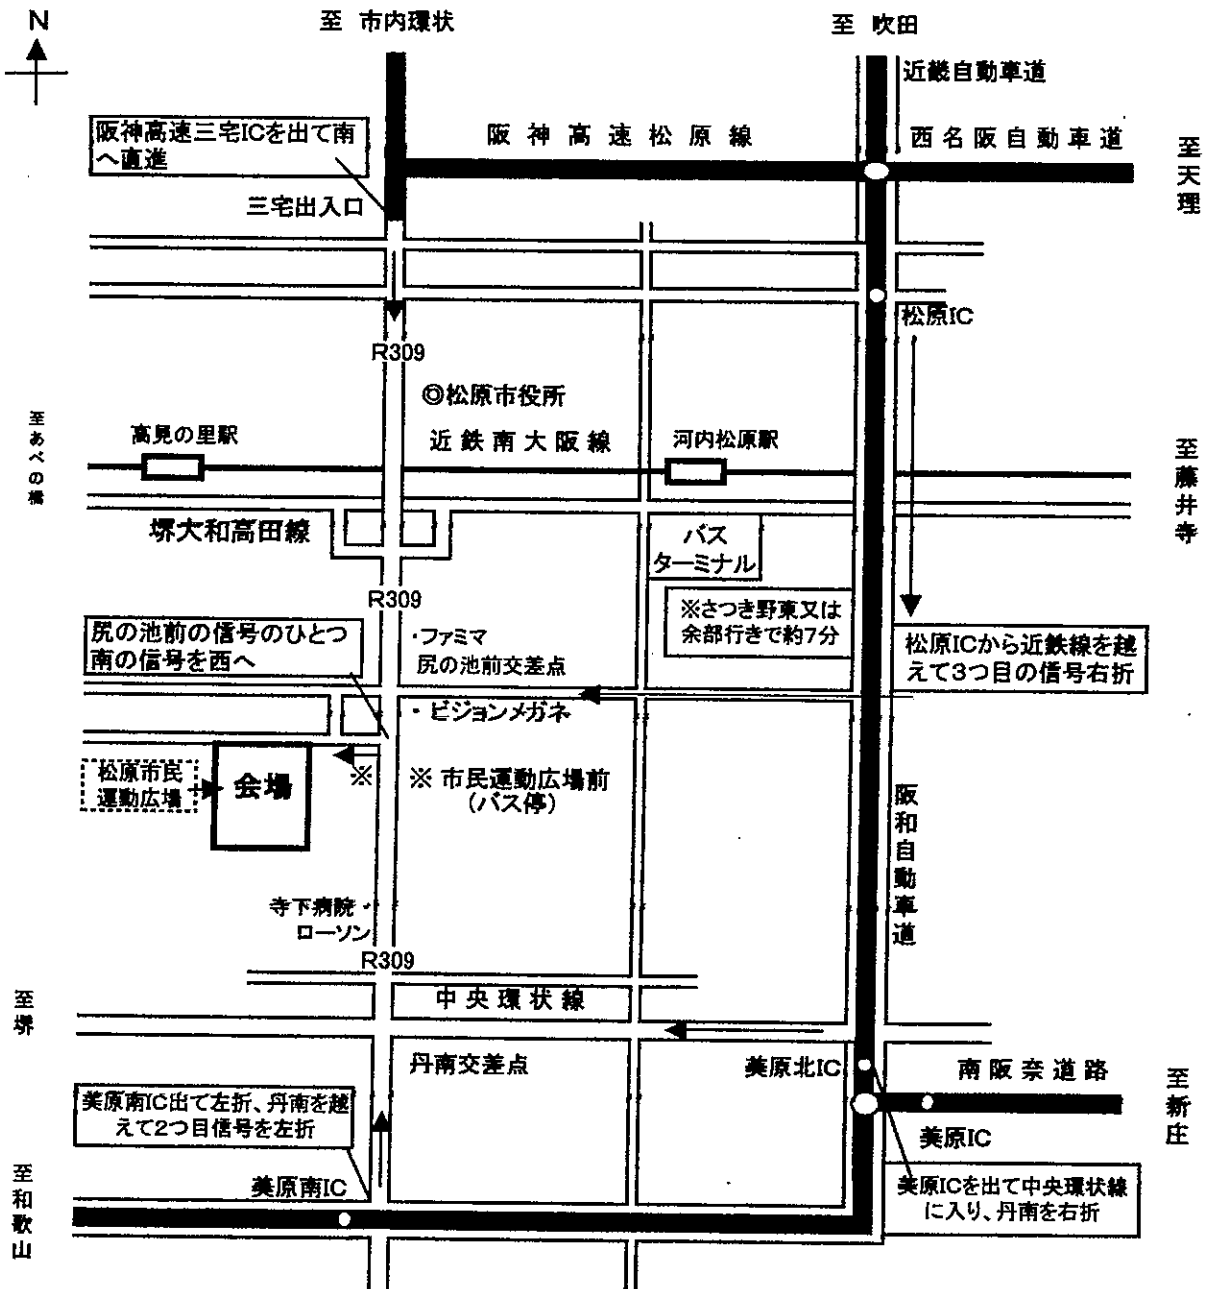 N
至 市内環状
至 吹田
近畿自動車道
阪神高速三宅ICを出て南
へ直進
阪神高速松原線
西名阪自動車道
至天理
三宅出入口
松原IC
R309
◎松原市役所
至あべの橋
高見の里駅
近鉄南大阪線
河内松原駅
至藤井寺
堺大和高田線
バス
ターミナル
R309
※さつき野東又は
余部行きで約7分
尻の池前の信号のひとつ
南の信号を西へ
・ファミマ
尻の池前交差点
松原ICから近鉄線を越
えて3つ目の信号右折
・ビジョンメガネ
松原市民
運動広場
会場
※
※ 市民運動広場前
（バス停）
阪和自動車道
寺下病院・
ローソン
R309
至堺
中央環状線
丹南交差点
美原北IC
南阪奈道路
至新庄
美原南IC出て左折、丹南を越
えて2つ目信号を左折
美原IC
至和歌山
美原南IC
美原ICを出て中央環状線
に入り、丹南を右折